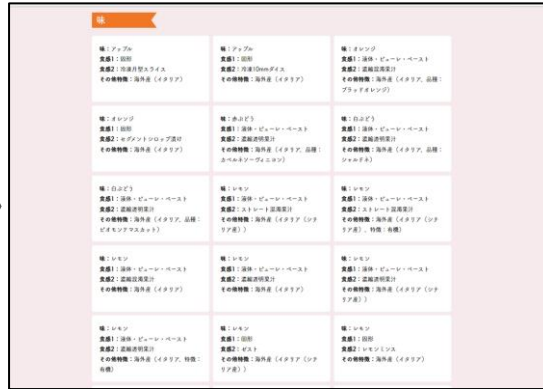 味
味：アップル
食感1：固形
食感2：冷凍月型スライス
その他特徴：海外産（イタリア）
味：アップル
食感1：固形
食感2：冷凍10mmダイス
その他特徴：海外産（イタリア）
味：オレンジ
食感1：液体・ピューレ・ペースト
食感2：濃縮混濁果汁
その他特徴：海外産（イタリア、品種：
ブラッドオレンジ）
味：オレンジ
食感1：固形
食感2：セグメントシロップ漬け
その他特徴：海外産（イタリア）
味：赤ぶどう
食感1：液体・ピューレ・ペースト
食感2：濃縮透明果汁
その他特徴：海外産（イタリア、品種：
カベルネソーヴィニヨン）
味：白ぶどう
食感1：液体・ピューレ・ペースト
食感2：濃縮透明果汁
その他特徴：海外産（イタリア、品種：
シャルドネ）
味：白ぶどう
食感1：液体・ピューレ・ペースト
食感2：濃縮透明果汁
その他特徴：海外産（イタリア、品種：
ピオモンテマスカット）
味：レモン
食感1：液体・ピューレ・ペースト
食感2：ストレート混濁果汁
その他特徴：海外産（イタリア（シチ
リア産））
味：レモン
食感1：液体・ピューレ・ペースト
食感2：ストレート混濁果汁
その他特徴：海外産（イタリア（シチ
リア産）、特徴：有機）
味：レモン
食感1：液体・ピューレ・ペースト
食感2：濃縮混濁果汁
その他特徴：海外産（イタリア）
味：レモン
食感1：液体・ピューレ・ペースト
食感2：濃縮透明果汁
その他特徴：海外産（イタリア）
味：レモン
食感1：液体・ピューレ・ペースト
食感2：濃縮透明果汁
その他特徴：海外産（イタリア（シチ
リア産））
味：レモン
食感1：液体・ピューレ・ペースト
食感2：濃縮透明果汁
その他特徴：海外産（イタリア、特徴：
有機）
味：レモン
食感1：固形
食感2：ゼスト
その他特徴：海外産（イタリア（シチ
リア産））
味：レモン
食感1：固形
食感2：レモンミンス
その他特徴：海外産（イタリア）